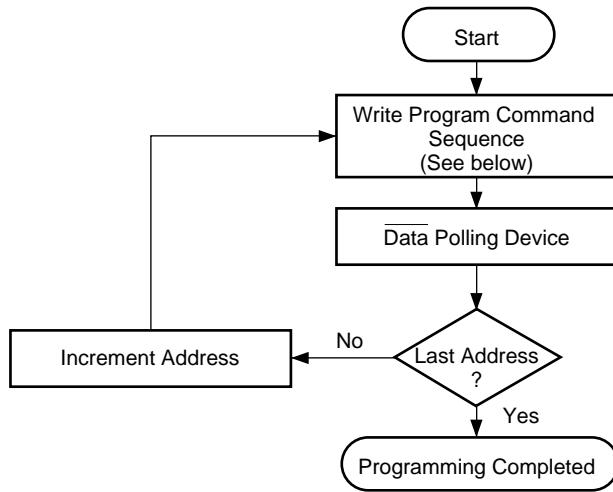 Start
Write Program Command
Sequence
(See below)
Data Polling Device
Increment Address
No
Last Address
?
Yes
Programming Completed